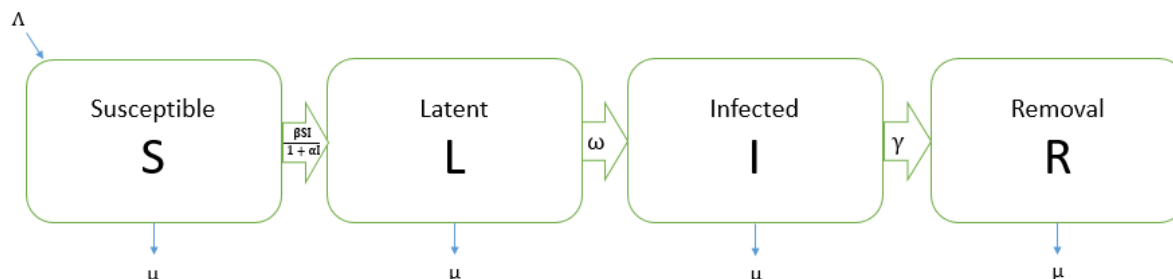 Λ
Susceptible
S
βSI
1 + αI
Latent
L
ω
Infected
I
γ
Removal
R
μ
μ
μ
μ